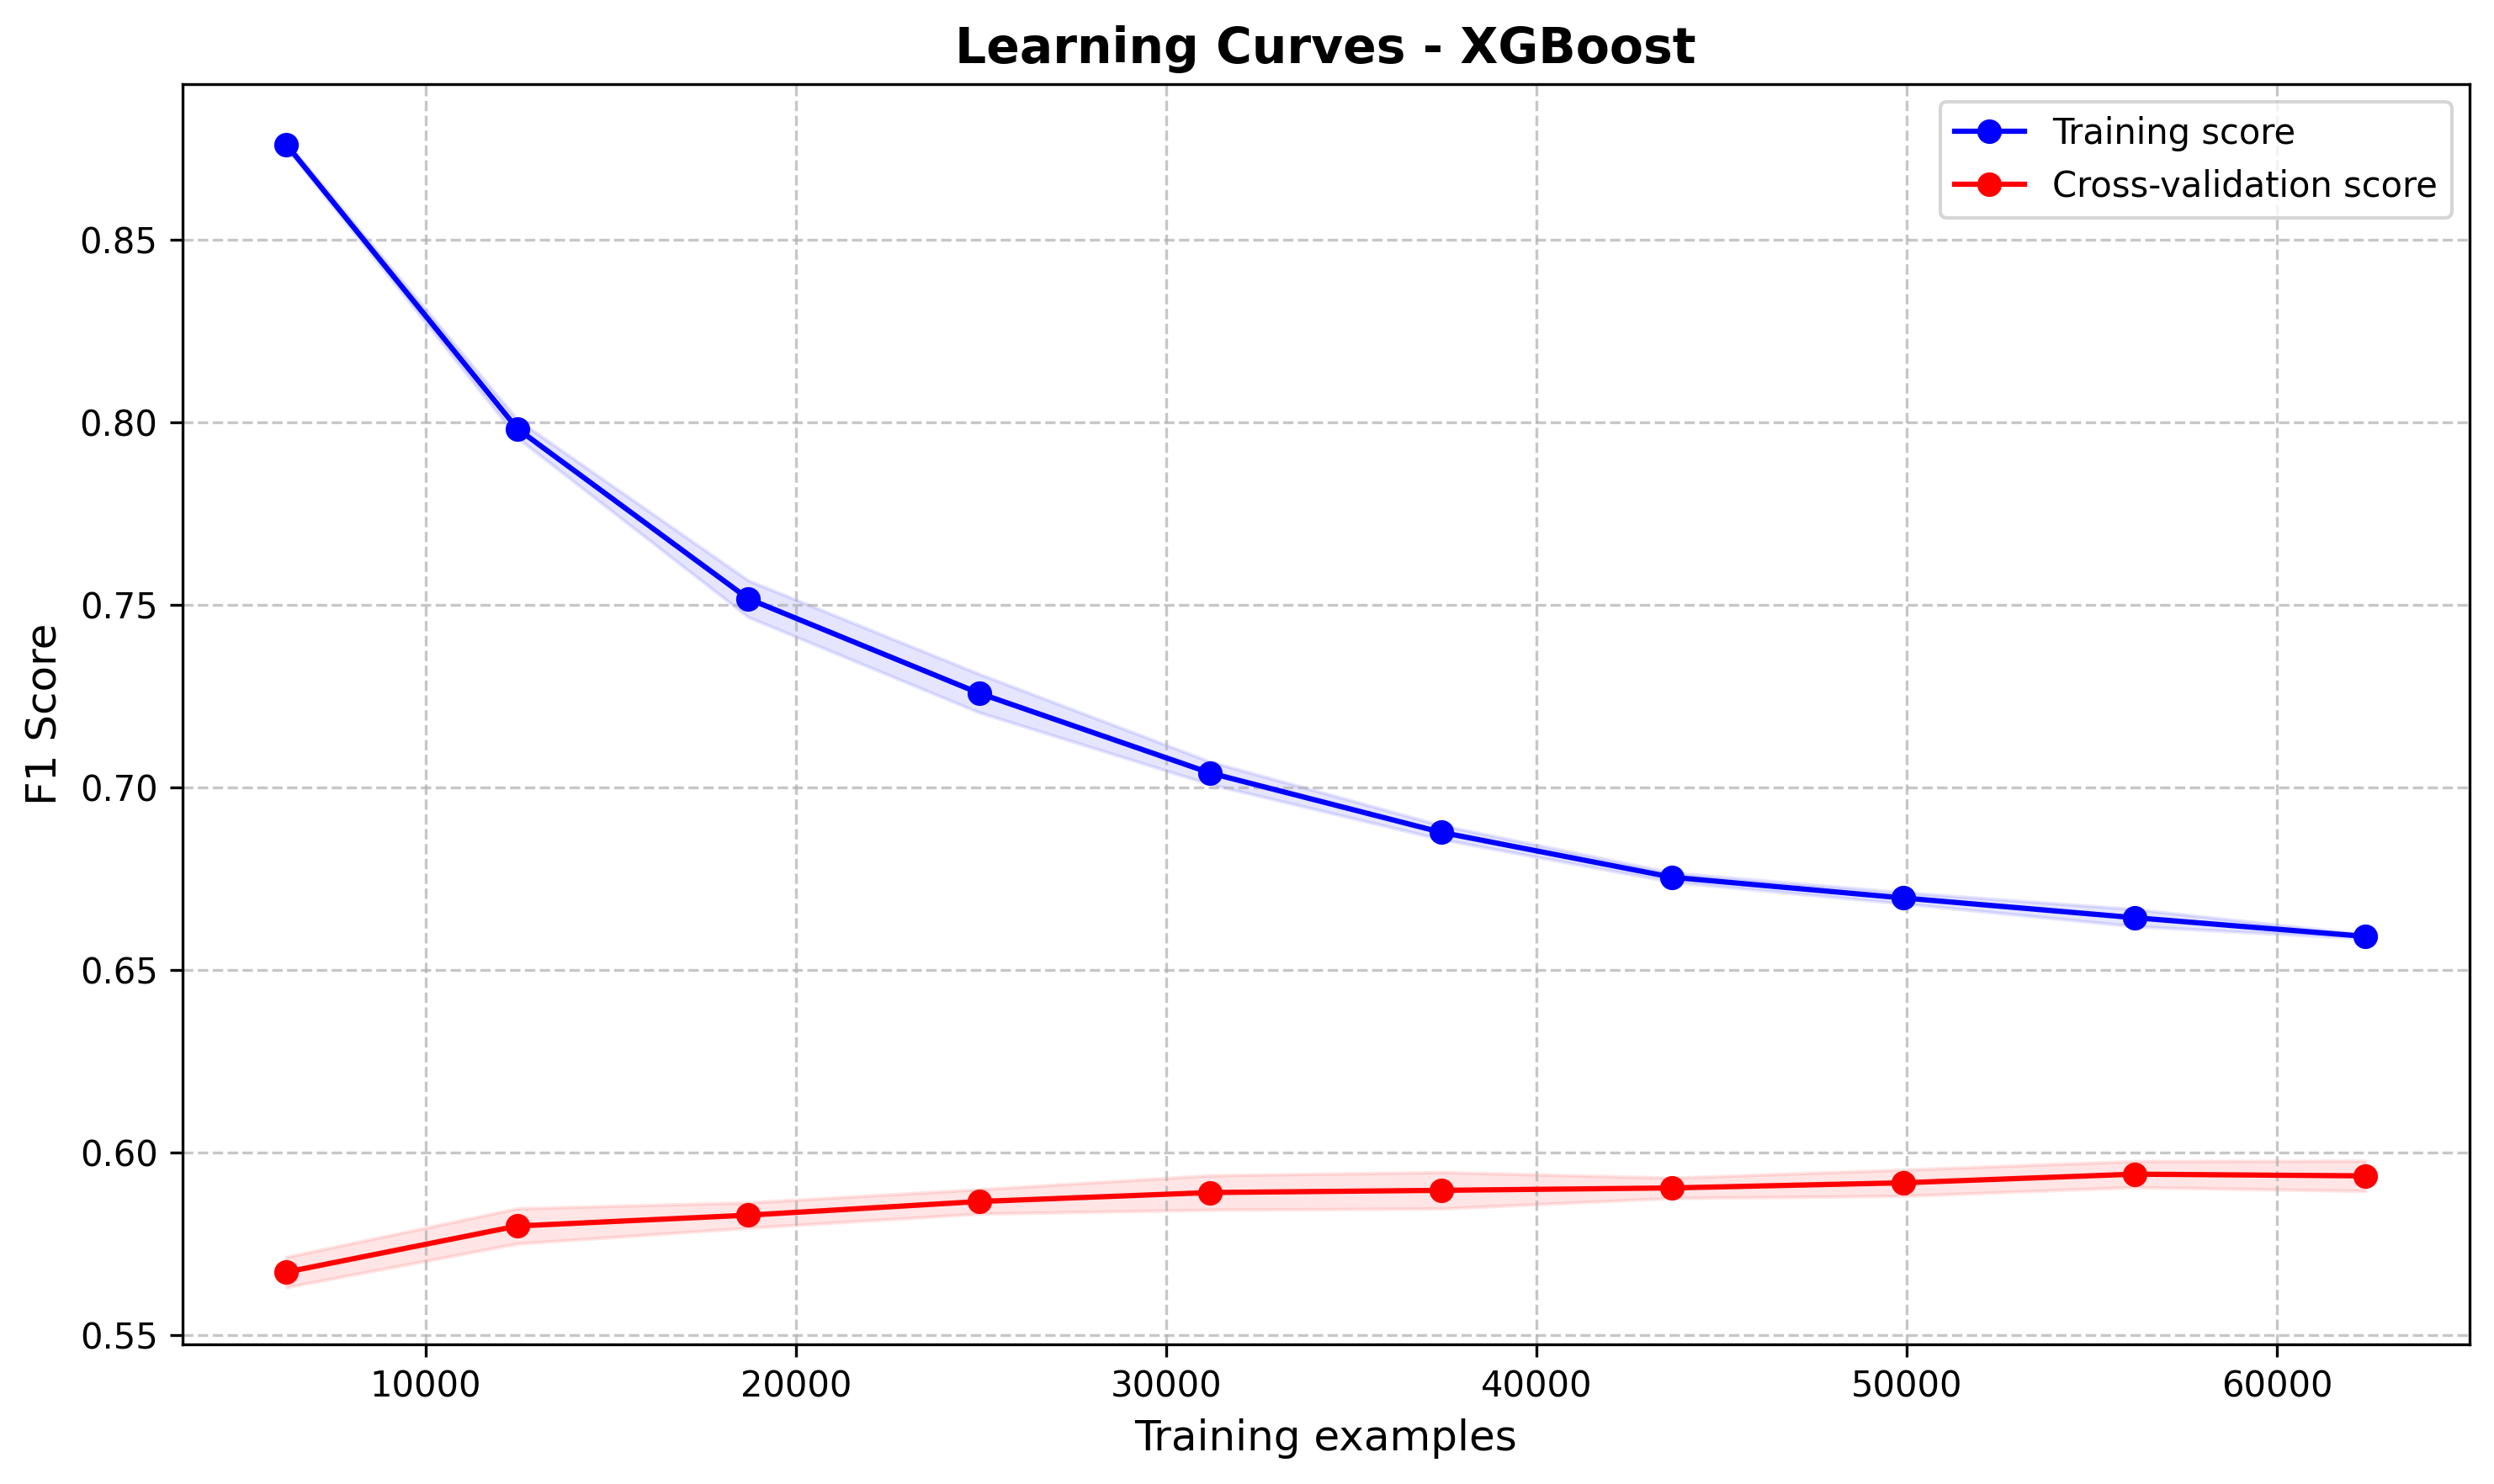 Learning Curves - XGBoost
Training score
Cross-validation score
F1 Score
0.85
0.80
0.75
0.70
0.65
0.60
0.55
10000 20000 30000 40000 50000 60000
Training examples